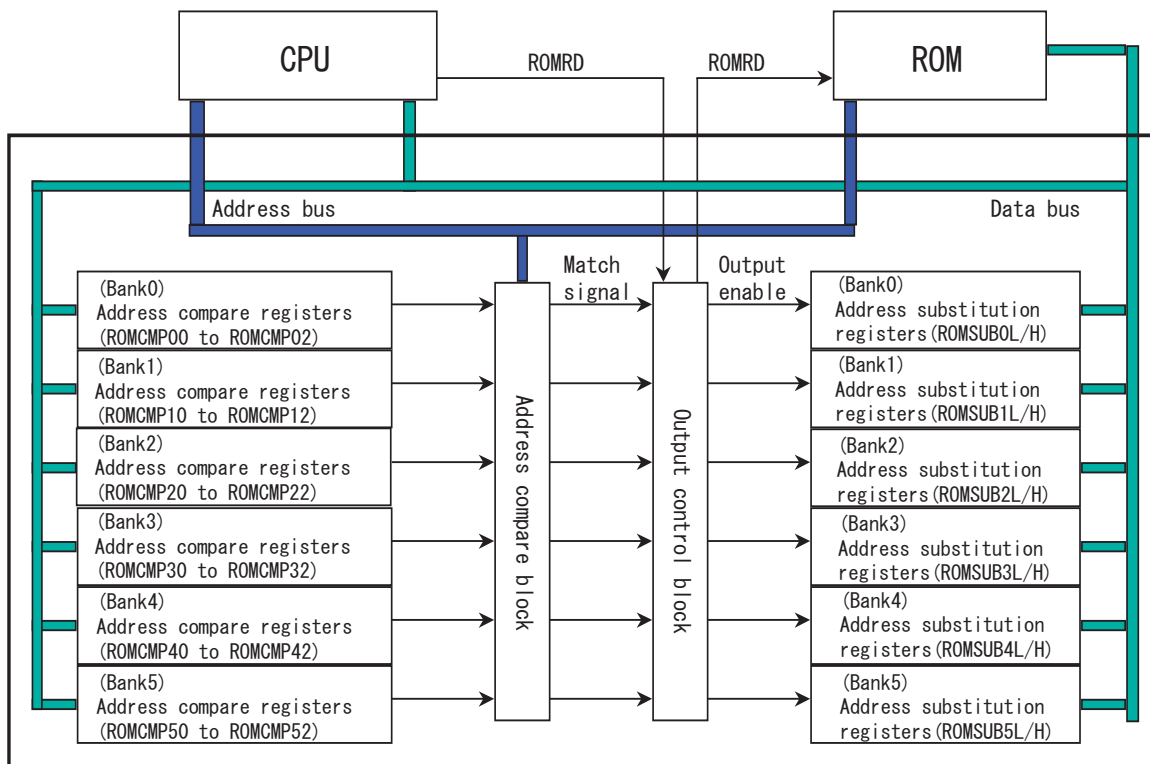 CPU
ROMRD
ROMRD
ROM
Address bus
Data bus
Match
signal
Output
enable
(Bank0)
Address compare registers
(ROMCMP00 to ROMCMP02)
(Bank1)
Address compare registers
(ROMCMP10 to ROMCMP12)
(Bank2)
Address compare registers
(ROMCMP20 to ROMCMP22)
(Bank3)
Address compare registers
(ROMCMP30 to ROMCMP32)
(Bank4)
Address compare registers
(ROMCMP40 to ROMCMP42)
(Bank5)
Address compare registers
(ROMCMP50 to ROMCMP52)
Address compare block
Output control block
(Bank0)
Address substitution
registers(ROMSUB0L/H)
(Bank1)
Address substitution
registers(ROMSUB1L/H)
(Bank2)
Address substitution
registers(ROMSUB2L/H)
(Bank3)
Address substitution
registers(ROMSUB3L/H)
(Bank4)
Address substitution
registers(ROMSUB4L/H)
(Bank5)
Address substitution
registers(ROMSUB5L/H)